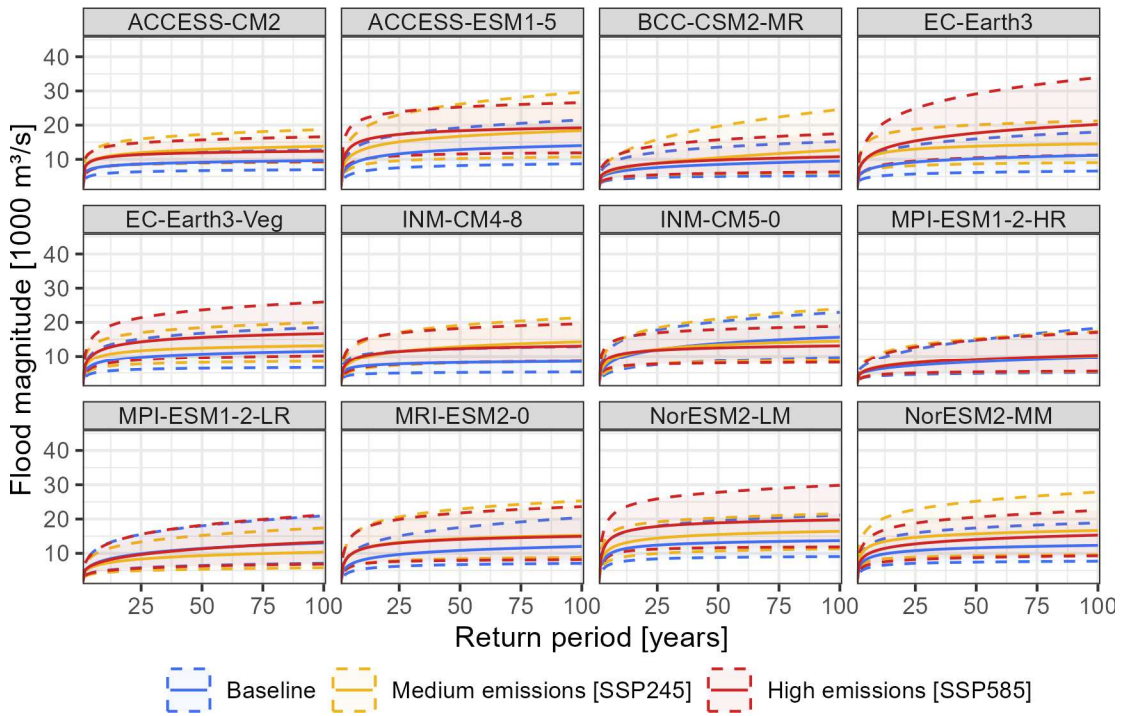 ACCESS-CM2 ACCESS-ESM1-5 BCC-CSM2-MR EC-Earth3
40
30
20
10
EC-Earth3-Veg INM-CM4-8 INM-CM5-0 MPI-ESM1-2-HR
40
30
20
10
MPI-ESM1-2-LR MRI-ESM2-0 NorESM2-LM NorESM2-MM
40
30
20
10
Flood magnitude [1000 m³/s]
25 50 75 100 25 50 75 100 25 50 75 100 25 50 75 100
Return period [years]
Baseline Medium emissions [SSP245] High emissions [SSP585]